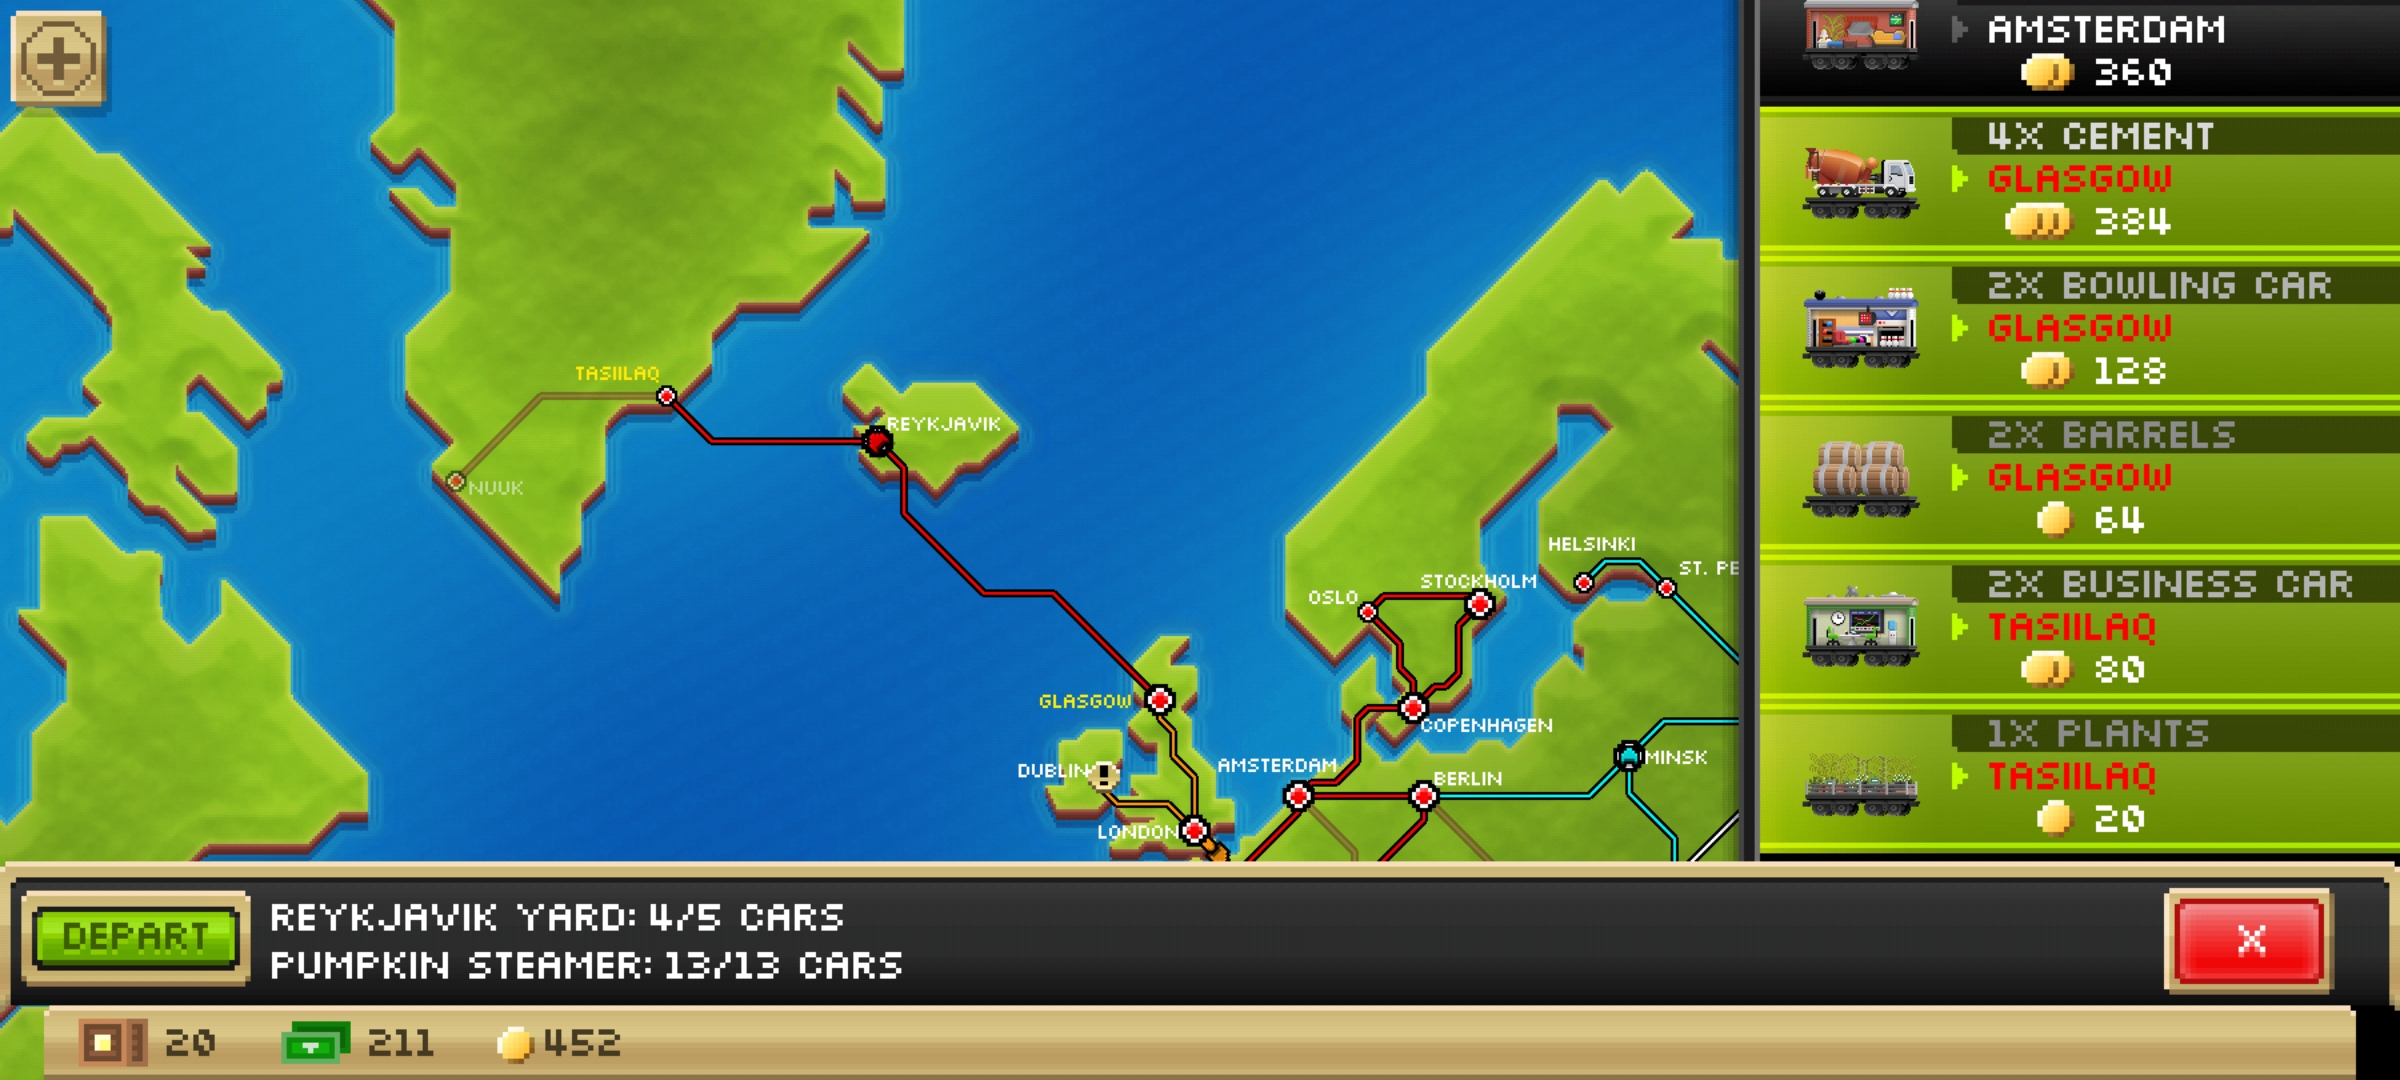 AMSTERDAM
360
4X CEMENT
GLASGOW
384
2X BOWLING CAR
GLASGOW
128
2X BARRELS
GLASGOW
64
2X BUSINESS CAR
TASIILAQ
80
1X PLANTS
TASIILAQ
20
TASIILAQ
REYKJAVIK
NUUK
HELSINKI
ST. PE
STOCKHOLM
OSLO
GLASGOW
COPENHAGEN
DUBLIN
AMSTERDAM
MINSK
BERLIN
LONDON
DEPART
REYKJAVIK YARD: 4/5 CARS
PUMPKIN STEAMER: 13/13 CARS
X
20
211
452